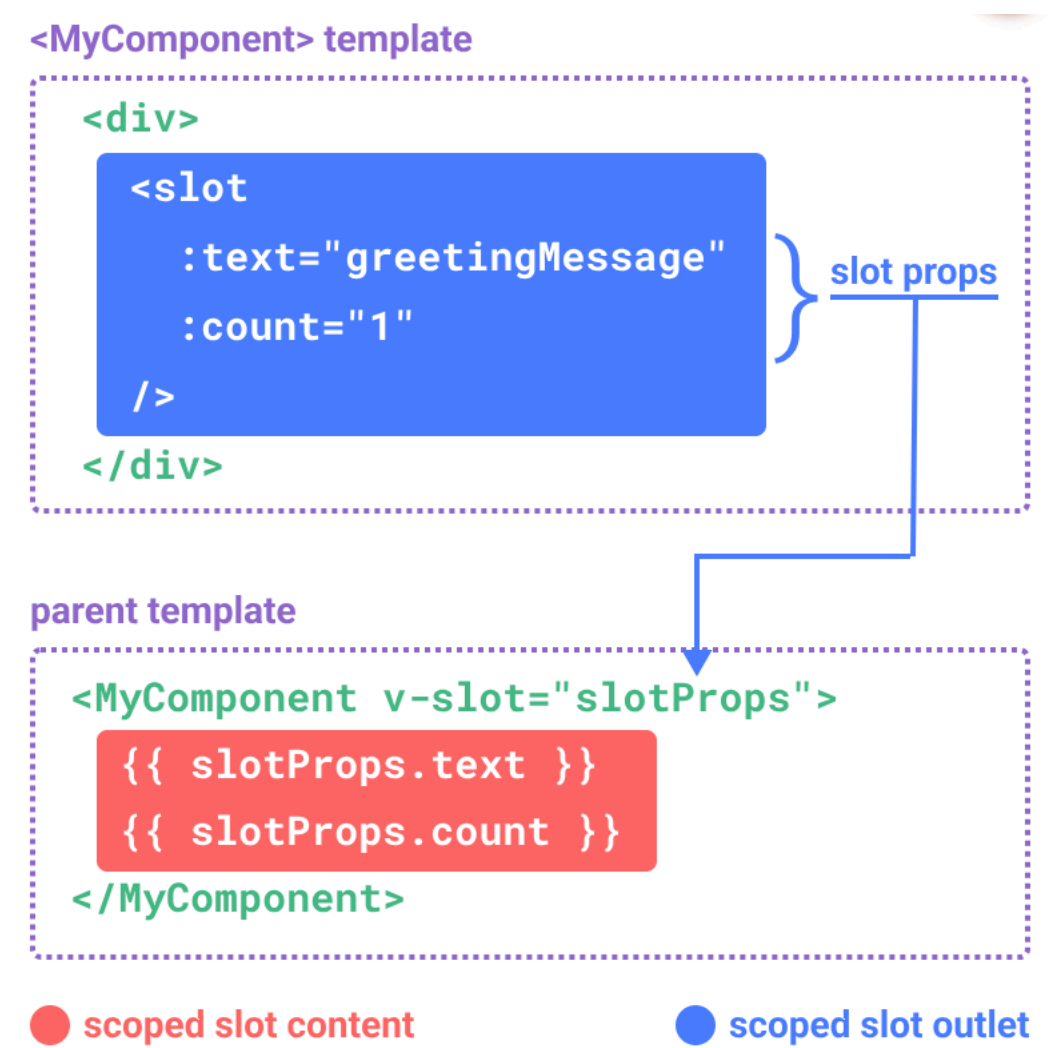 <MyComponent> template
<div>
<slot
:text="greetingMessage"
:count="1"
/>
slot props
</div>
parent template
<MyComponent v-slot="slotProps">
{{ slotProps.text }}
{{ slotProps.count }}
</MyComponent>
scoped slot content
scoped slot outlet